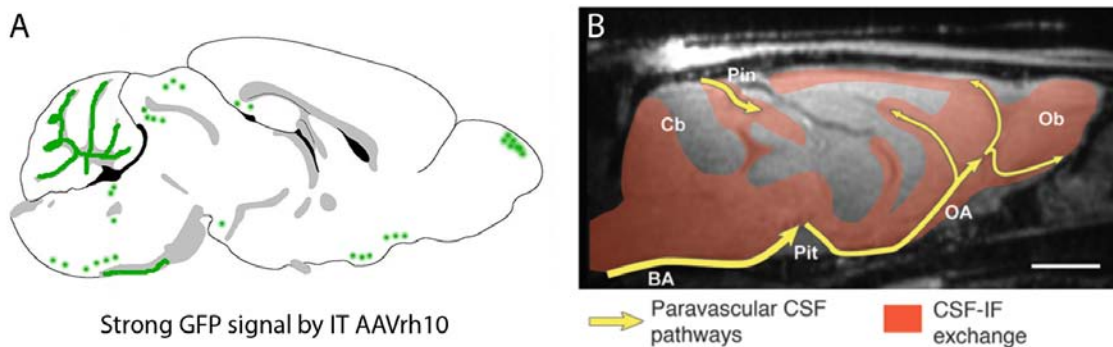 A
Strong GFP signal by IT AAVrh10
B
Pin
Cb
Ob
OA
Pit
BA
Paravascular CSF
pathways
CSF-IF
exchange